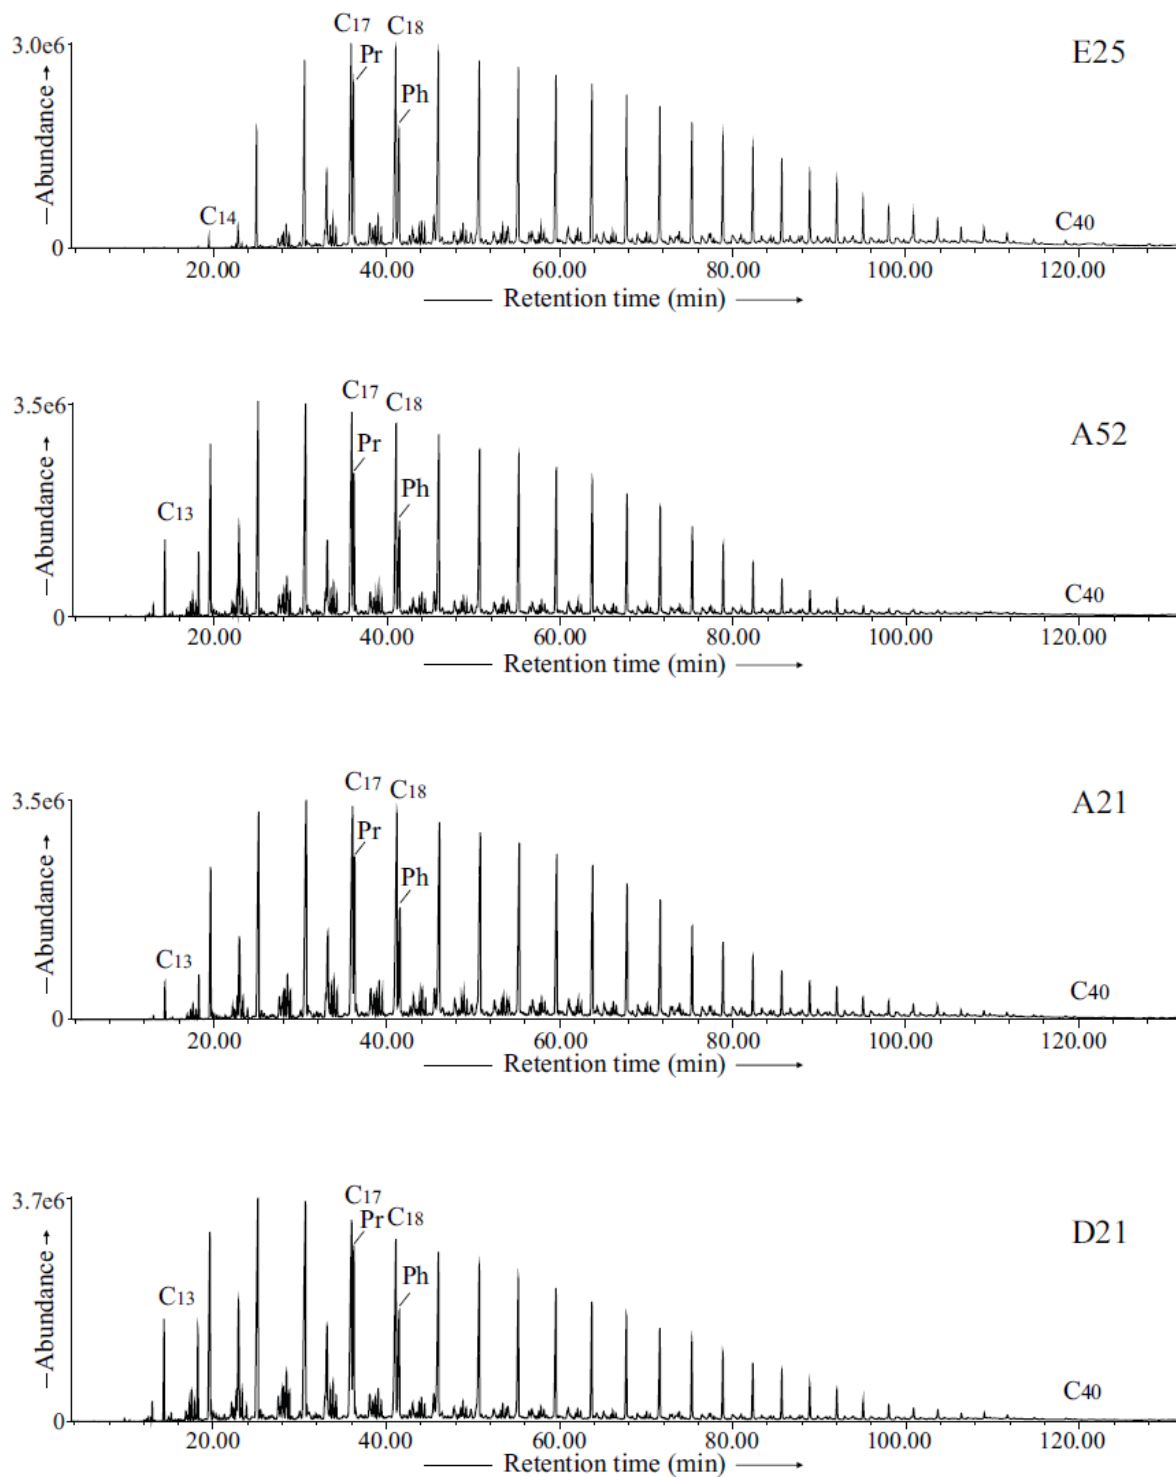 C17 C18
3.0e6 Pr E25
Ph
Abundance
C14 C40
0
20.00 40.00 60.00 80.00 100.00 120.00
Retention time (min)
C17
3.5e6 C18 A52
Pr
Ph
Abundance
C13
C40
0
20.00 40.00 60.00 80.00 100.00 120.00
Retention time (min)
C17 C18
3.5e6 A21
Pr
Ph
Abundance
C13
C40
0
20.00 40.00 60.00 80.00 100.00 120.00
Retention time (min)
C17
3.7e6 Pr C18 D21
Ph
Abundance
C13
C40
0
20.00 40.00 60.00 80.00 100.00 120.00
Retention time (min)